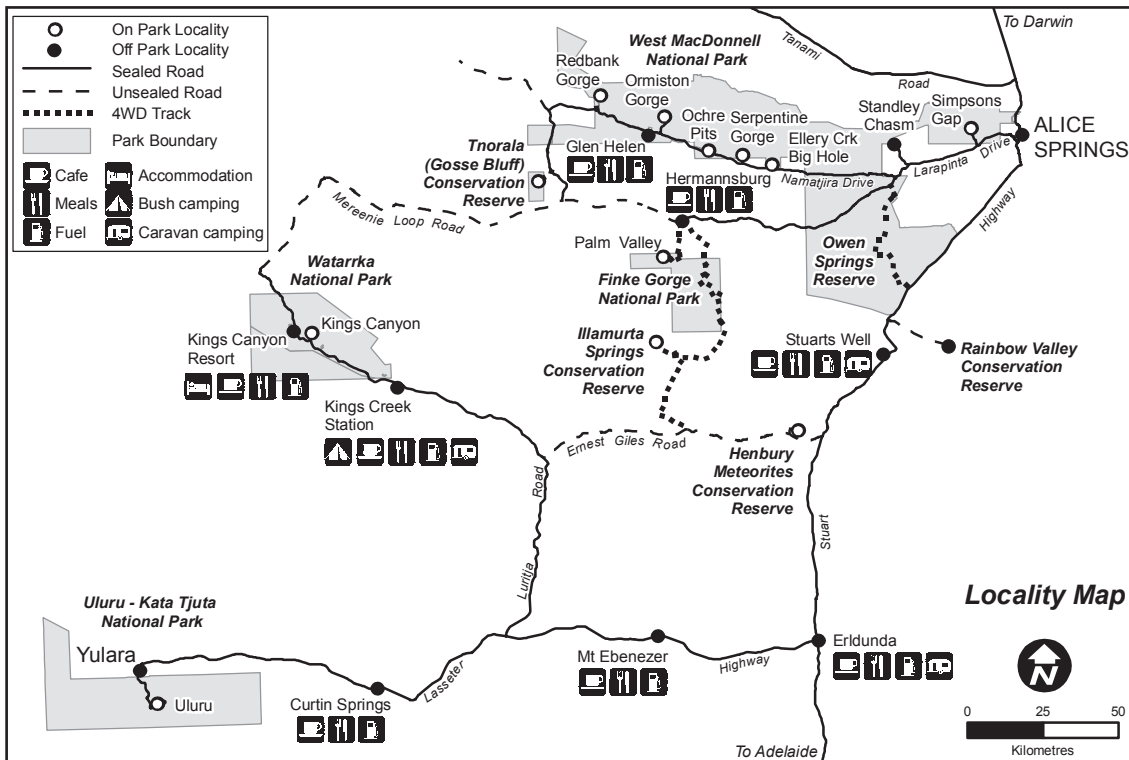 On Park Locality
Off Park Locality
Sealed Road
Unsealed Road
4WD Track
Park Boundary
Cafe
Accommodation
Meals
Bush camping
Fuel
Caravan camping
To Darwin
Tanami
Road
West MacDonnell
National Park
Redbank
Gorge
Ormiston
Gorge
Ochre
Pits
Serpentine
Gorge
Ellery Crk
Big Hole
Standley
Chasm
Simpsons
Gap
ALICE
SPRINGS
Larapinta Drive
Namatjira Drive
Glen Helen
Tnorala
(Gosse Bluff)
Conservation
Reserve
Hermannsburg
Mereenie Loop Road
Highway
Palm Valley
Finke Gorge
National Park
Owen
Springs
Reserve
Watarrka
National Park
Kings Canyon
Kings Canyon
Resort
Kings Creek
Station
Illamurta
Springs
Conservation
Reserve
Stuarts Well
Rainbow Valley
Conservation
Reserve
Ernest Giles Road
Henbury
Meteorites
Conservation
Reserve
Road
Luritja
Stuart
Uluru - Kata Tjuta
National Park
Yulara
Uluru
Curtin Springs
Lasseter
Mt Ebenezer
Highway
Erldunda
To Adelaide
Locality Map
N
0 25 50
Kilometres